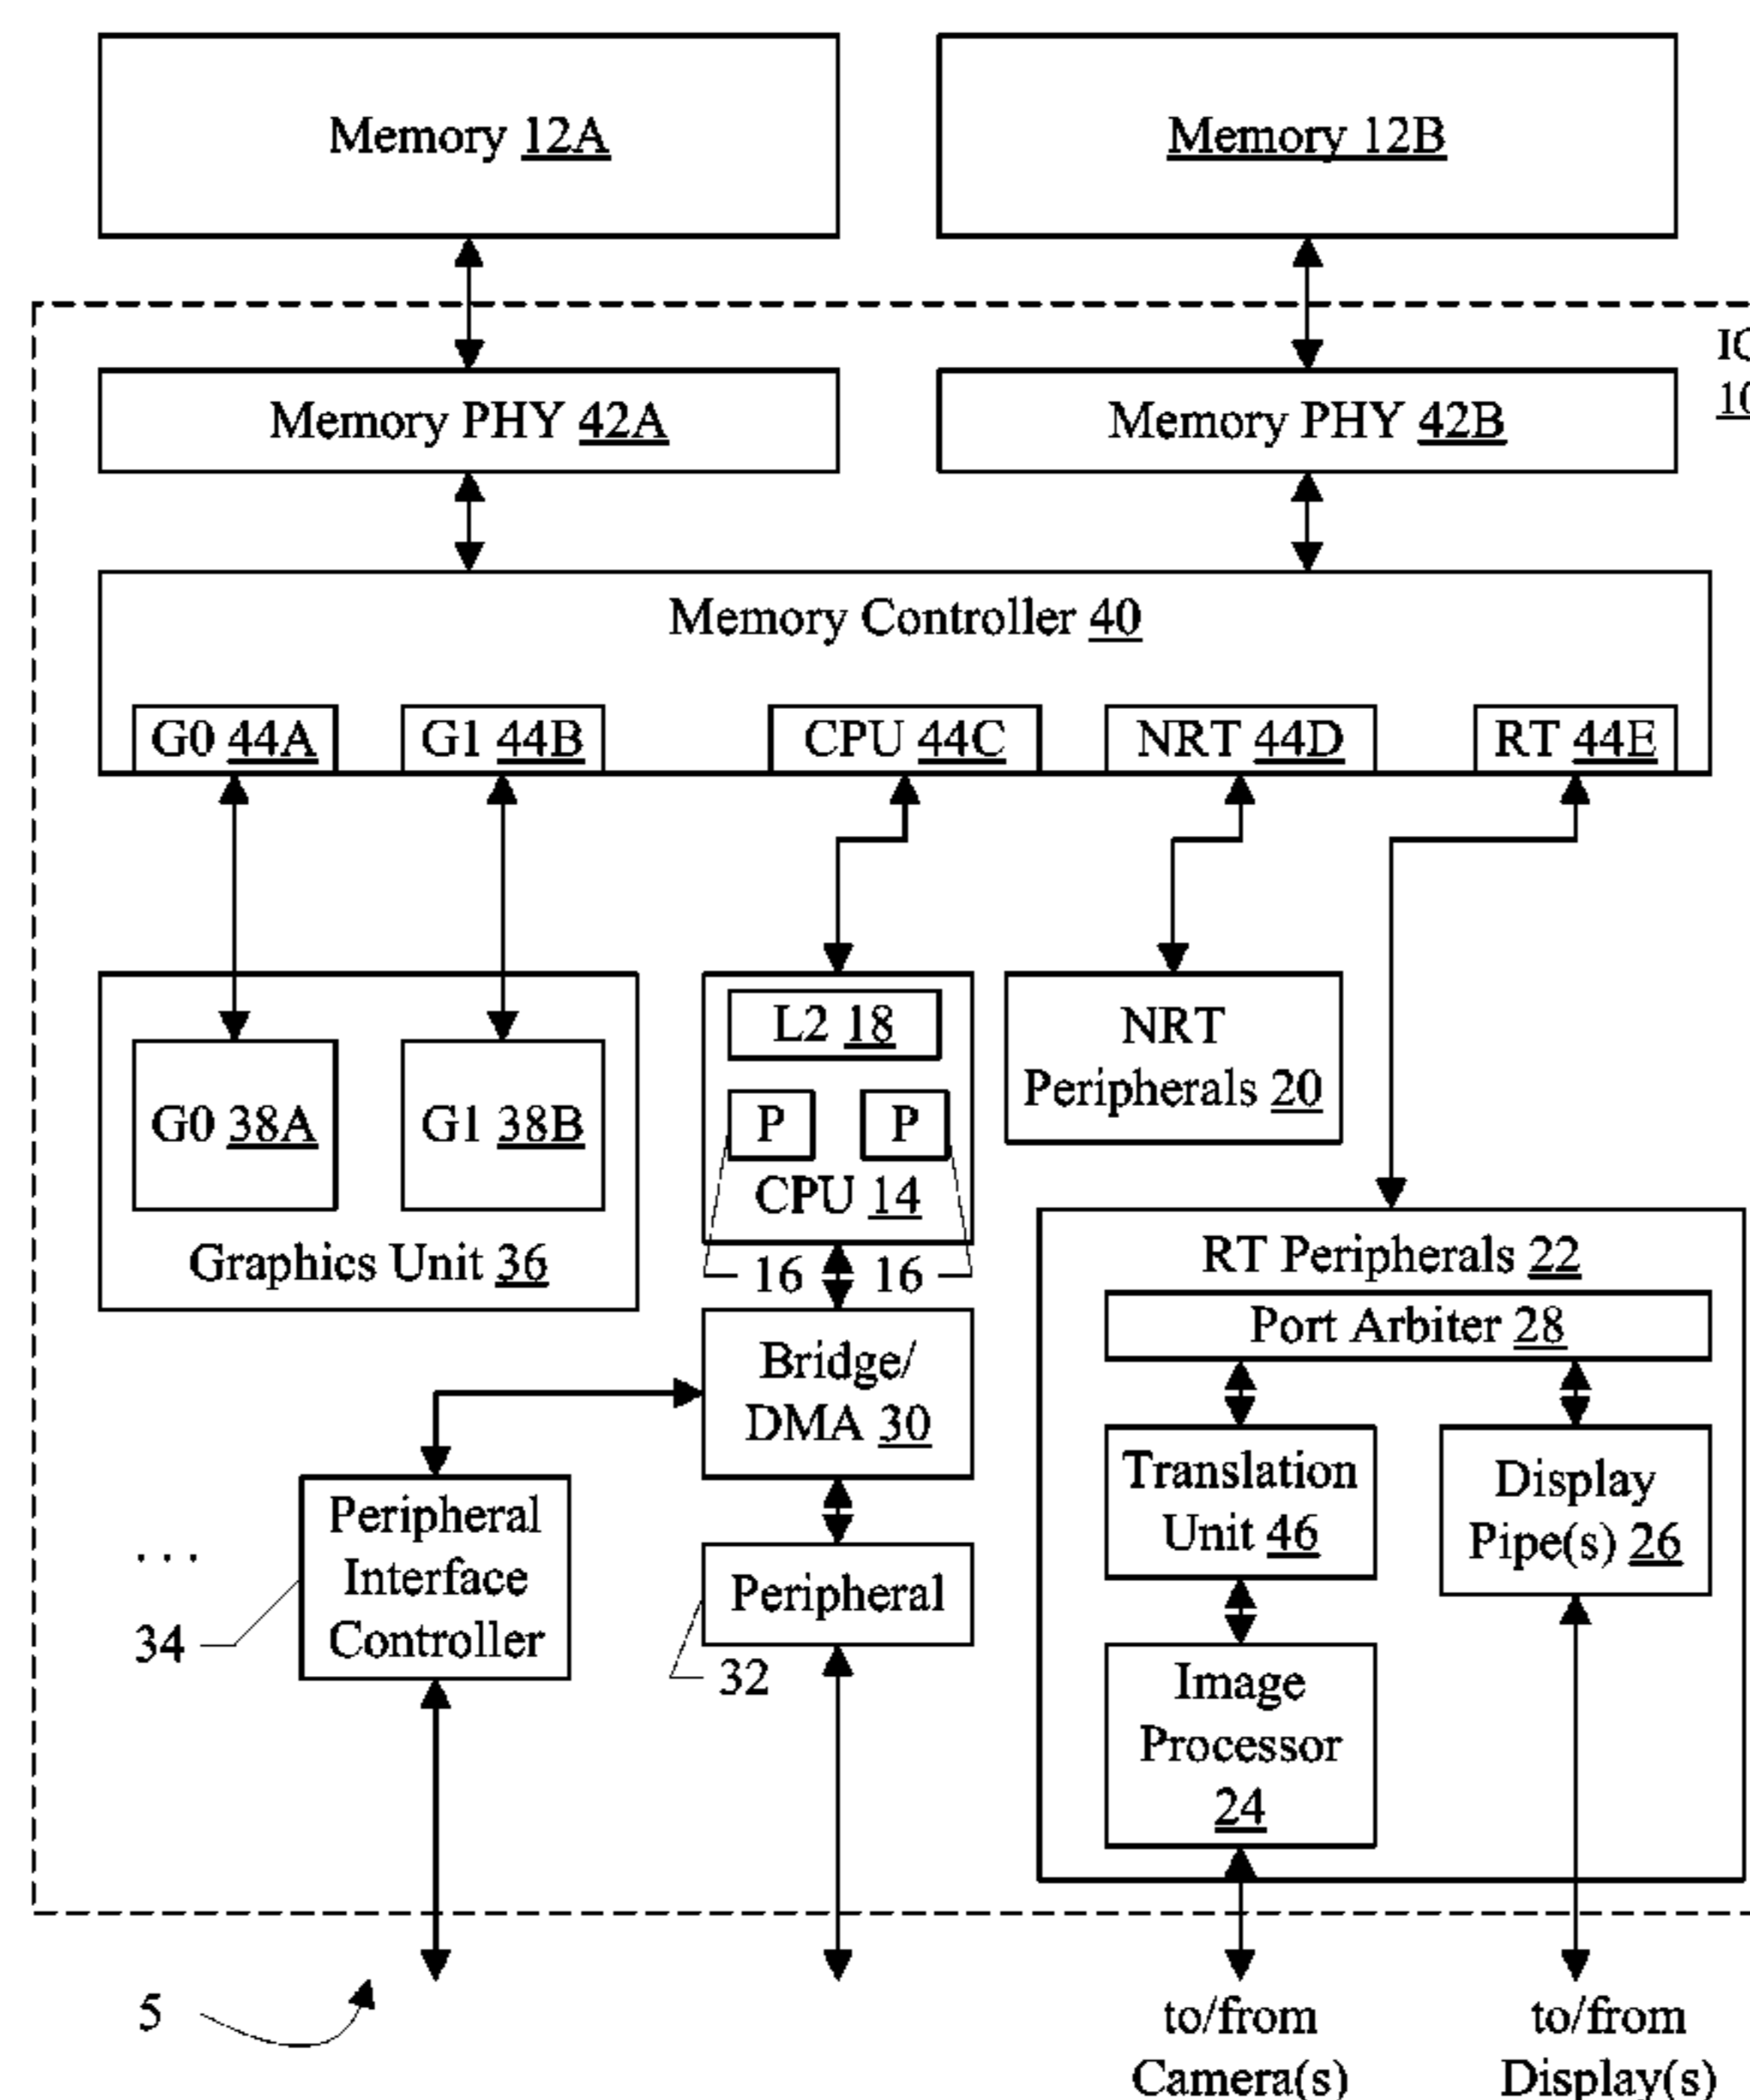 Memory 12A
Memory 12B
Memory PHY 42A
Memory PHY 42B
10
Memory Controller 40
G0 44A
G1 44B
CPU 44C
NRT 44D
RT 44E
L2 18
P
P
CPU 14
16
16
NRT
Peripherals 20
G0 38A
G1 38B
Graphics Unit 36
RT Peripherals 22
Port Arbiter 28
Bridge/
DMA 30
Translation
Unit 46
Display
Pipe(s) 26
Peripheral
Interface
Controller
. . .
34
Peripheral
32
Image
Processor
24
5
to/from
Camera(s)
to/from
Display(s)